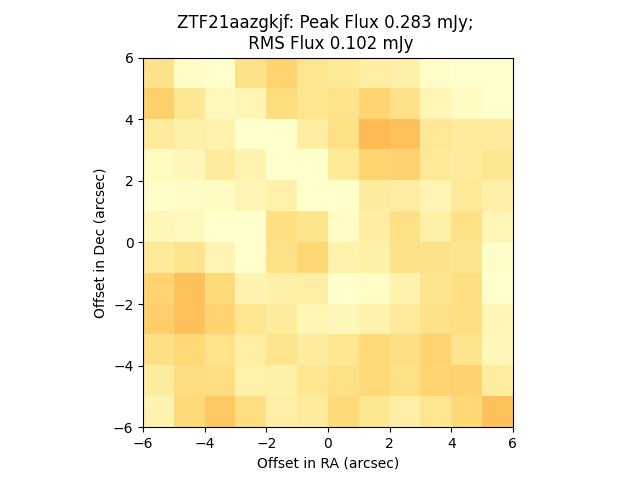 ZTF21aazgkjf: Peak Flux 0.283 mJy;
RMS Flux 0.102 mJy
6
4
2
0
−2
−4
−6
Offset in Dec (arcsec)
−6 −4 −2 0 2 4 6
Offset in RA (arcsec)